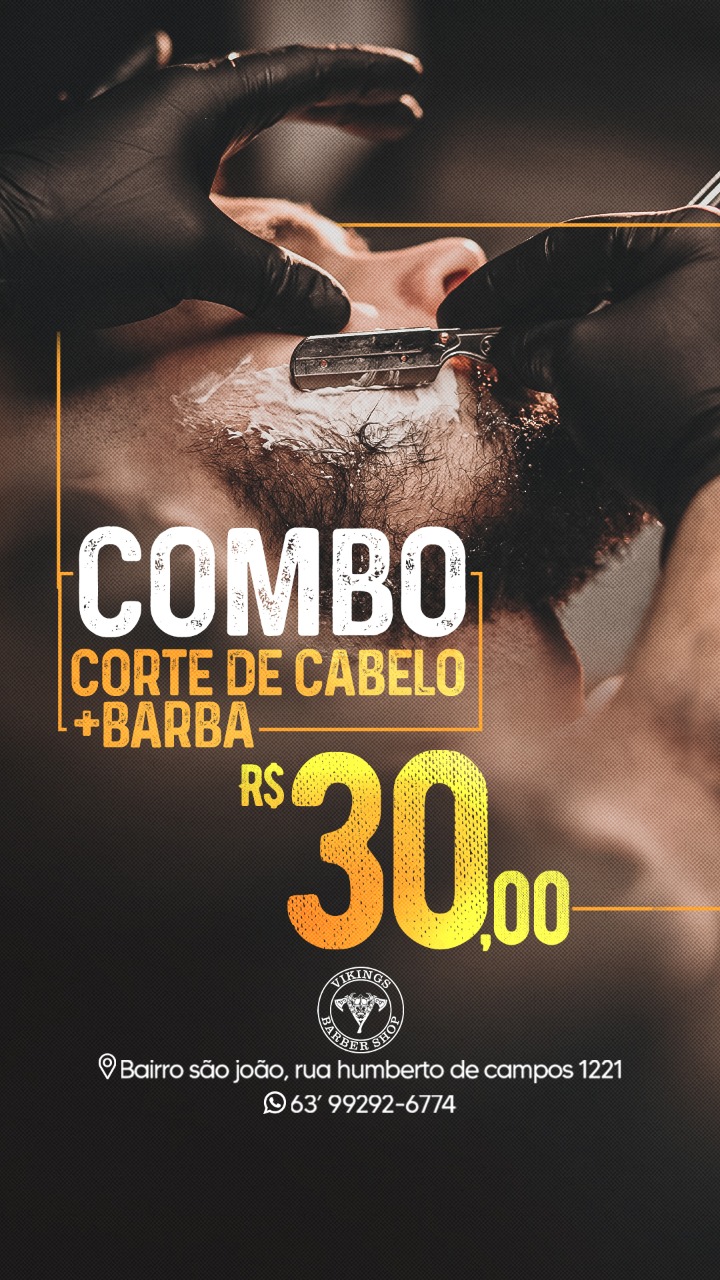 COMBO
CORTE DE CABELO
+BARBA
R$30,00
VIKINGS
BARBER SHOP
Bairro são joão, rua humberto de campos 1221
63´ 99292-6774